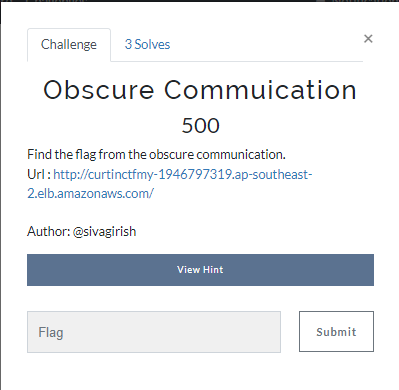 Challenge
3 Solves
×
Obscure Commuication
500
Find the flag from the obscure communication.
Url : http://curtinctfmy-1946797319.ap-southeast-
2.elb.amazonaws.com/
Author: @sivagirish
View Hint
Flag
Submit